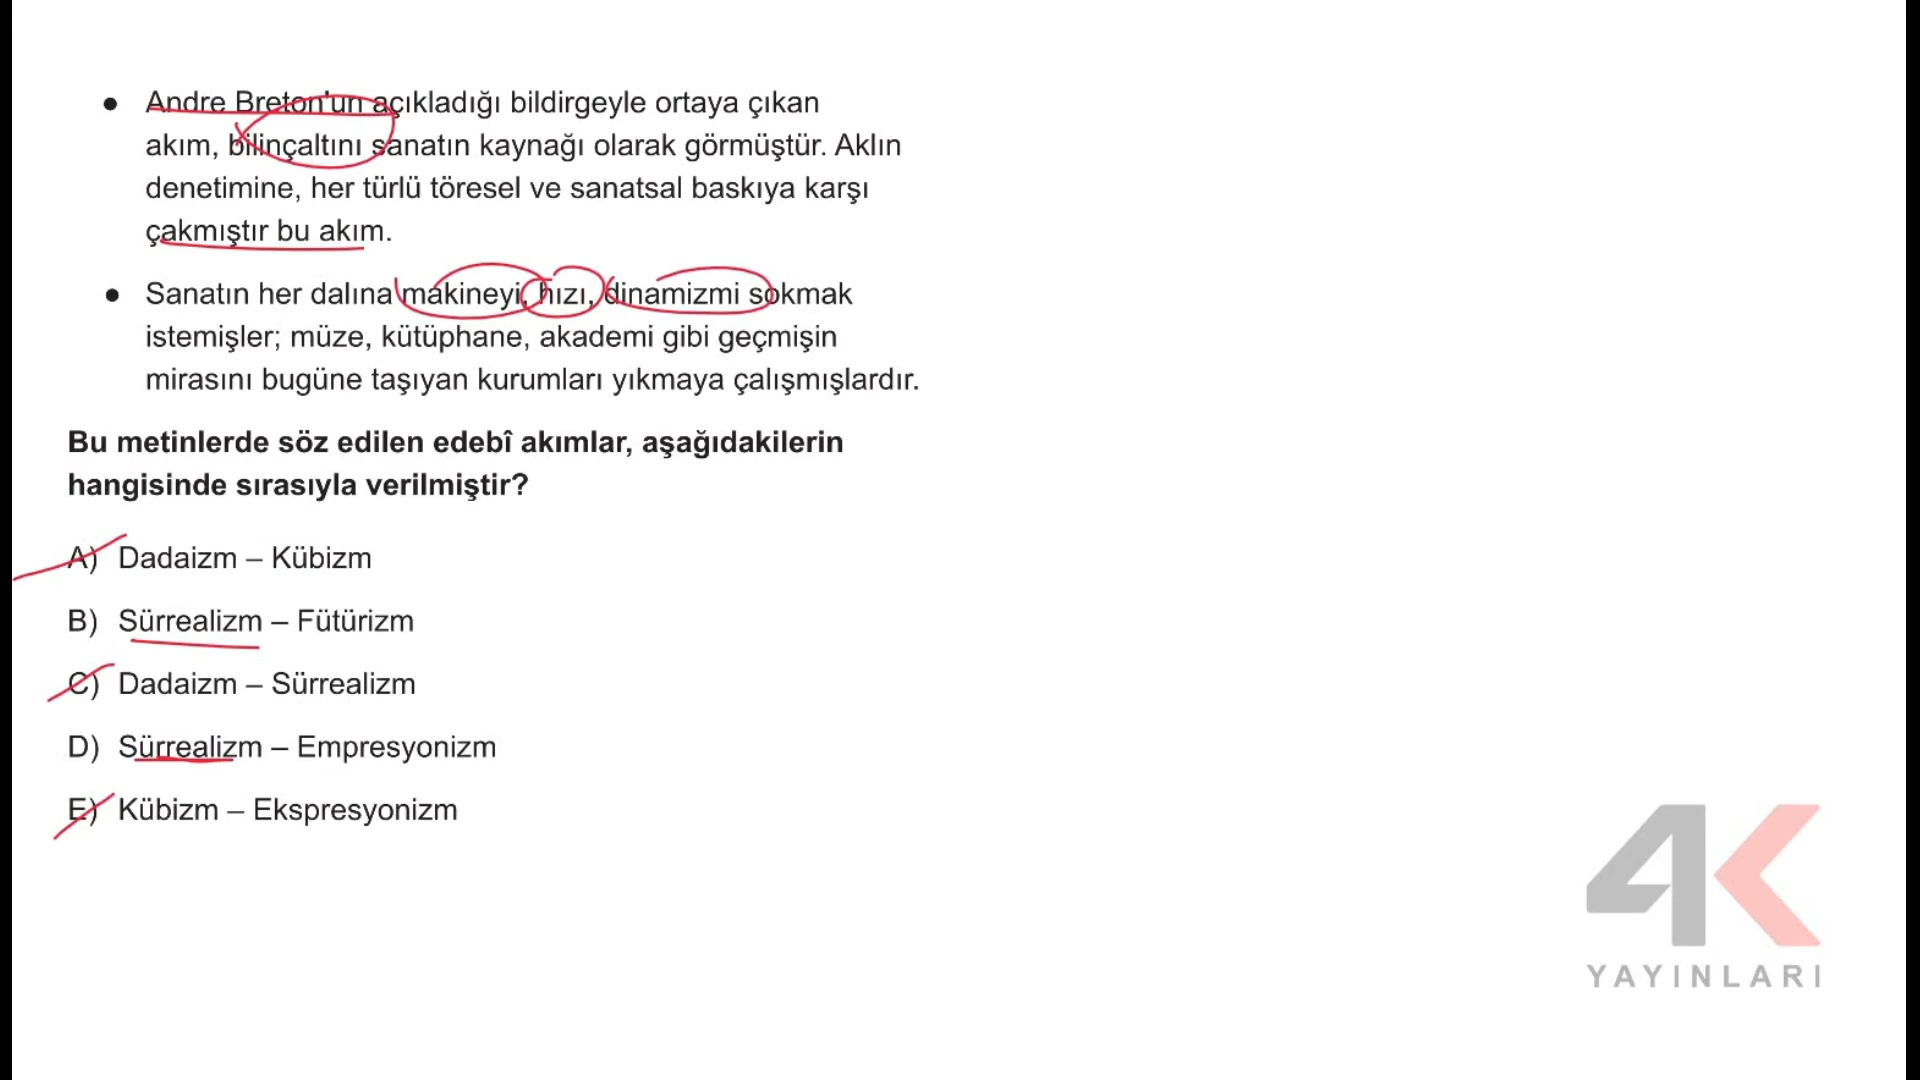 ● Andre Breton'un açıkladığı bildirgeyle ortaya çıkan
akım, bilinçaltını sanatın kaynağı olarak görmüştür. Aklın
denetimine, her türlü töresel ve sanatsal baskıya karşı
çakmıştır bu akım.
● Sanatın her dalına makineyi, hızı, dinamizmi sokmak
istemişler; müze, kütüphane, akademi gibi geçmişin
mirasını bugüne taşıyan kurumları yıkmaya çalışmışlardır.
Bu metinlerde söz edilen edebî akımlar, aşağıdakilerin
hangisinde sırasıyla verilmiştir?
A) Dadaizm – Kübizm
B) Sürrealizm – Fütürizm
C) Dadaizm – Sürrealizm
D) Sürrealizm – Empresyonizm
E) Kübizm – Ekspresyonizm
4K
YAYINLARI